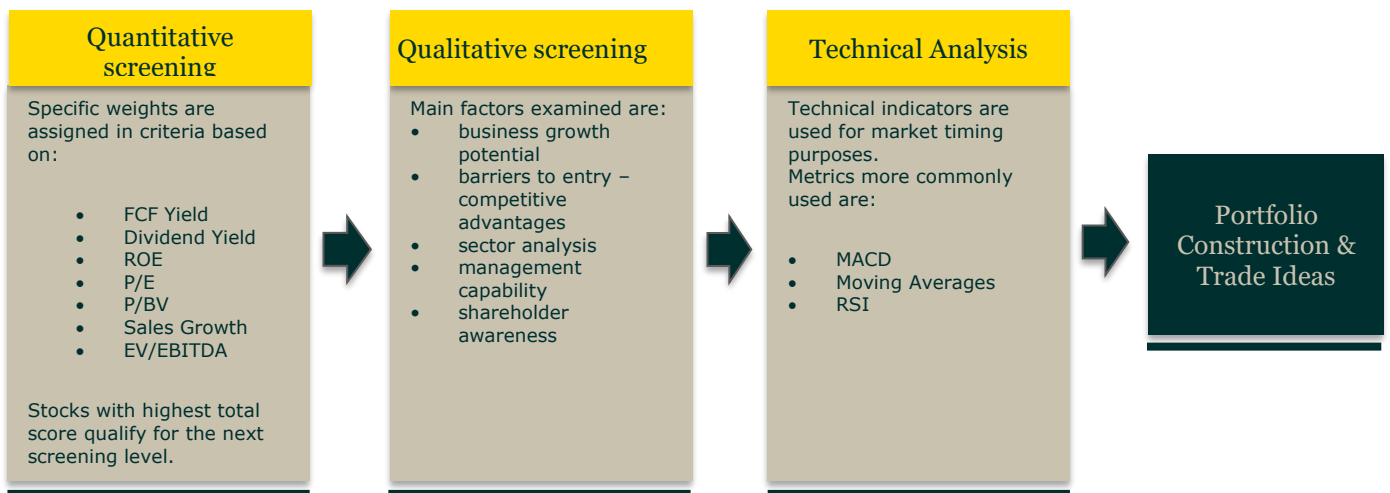 Quantitative
screening
Specific weights are
assigned in criteria based
on:
• FCF Yield
• Dividend Yield
• ROE
• P/E
• P/BV
• Sales Growth
• EV/EBITDA
Stocks with highest total
score qualify for the next
screening level.
Qualitative screening
Main factors examined are:
• business growth
potential
• barriers to entry –
competitive
advantages
• sector analysis
• management
capability
• shareholder
awareness
Technical Analysis
Technical indicators are
used for market timing
purposes.
Metrics more commonly
used are:
• MACD
• Moving Averages
• RSI
Portfolio
Construction &
Trade Ideas